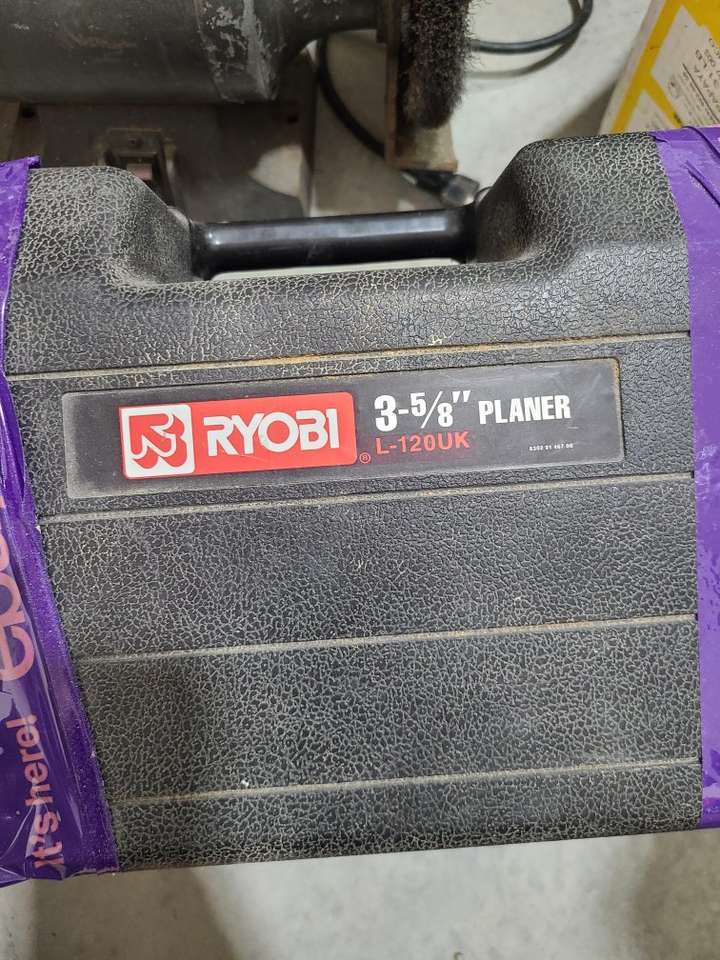 RYOBI
®
3-5/8" PLANER
L-120UK
It's here!